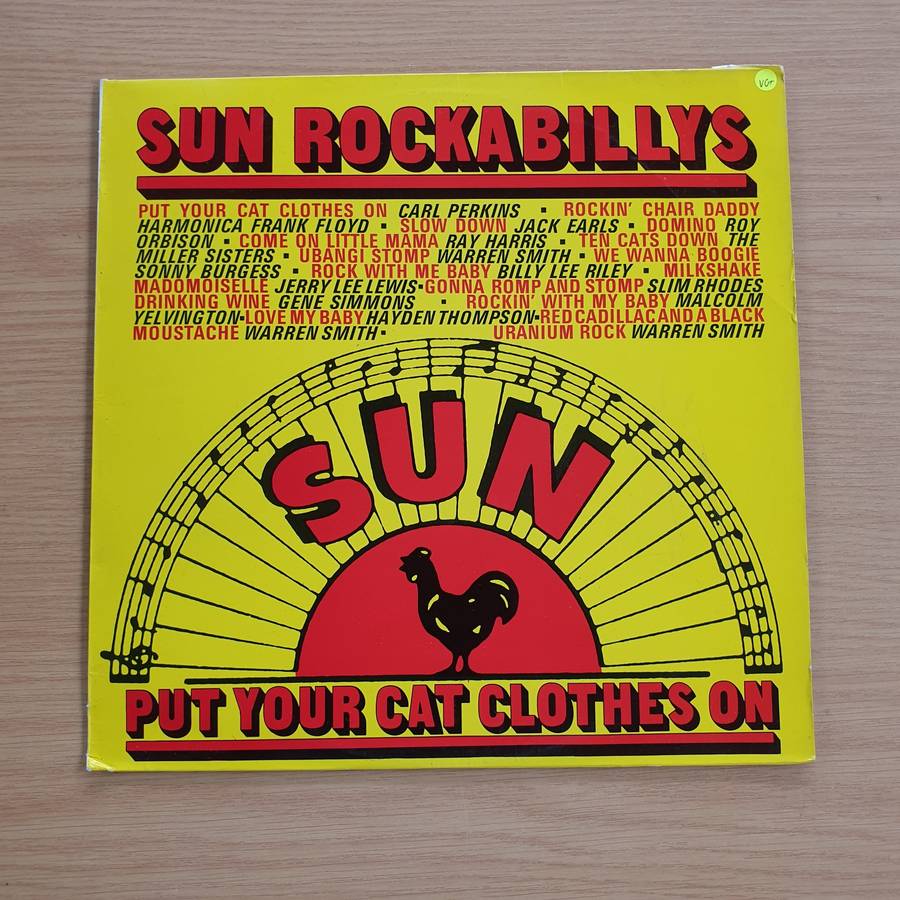 VG+
SUN ROCKABILLYS
PUT YOUR CAT CLOTHES ON CARL PERKINS ▪ ROCKIN' CHAIR DADDY
HARMONICA FRANK FLOYD ▪ SLOW DOWN JACK EARLS ▪ DOMINO ROY
ORBISON ▪ COME ON LITTLE MAMA RAY HARRIS ▪ TEN CATS DOWN THE
MILLER SISTERS ▪ UBANGI STOMP WARREN SMITH ▪ WE WANNA BOOGIE
SONNY BURGESS ▪ ROCK WITH ME BABY BILLY LEE RILEY ▪ MILKSHAKE
MADOMOISELLE JERRY LEE LEWIS ▪ GONNA ROMP AND STOMP SLIM RHODES
DRINKING WINE GENE SIMMONS ▪ ROCKIN' WITH MY BABY MALCOLM
YELVINGTON ▪ LOVE MY BABY HAYDEN THOMPSON ▪ RED CADILLAC AND A BLACK
MOUSTACHE WARREN SMITH ▪ URANIUM ROCK WARREN SMITH
SUN
PUT YOUR CAT CLOTHES ON